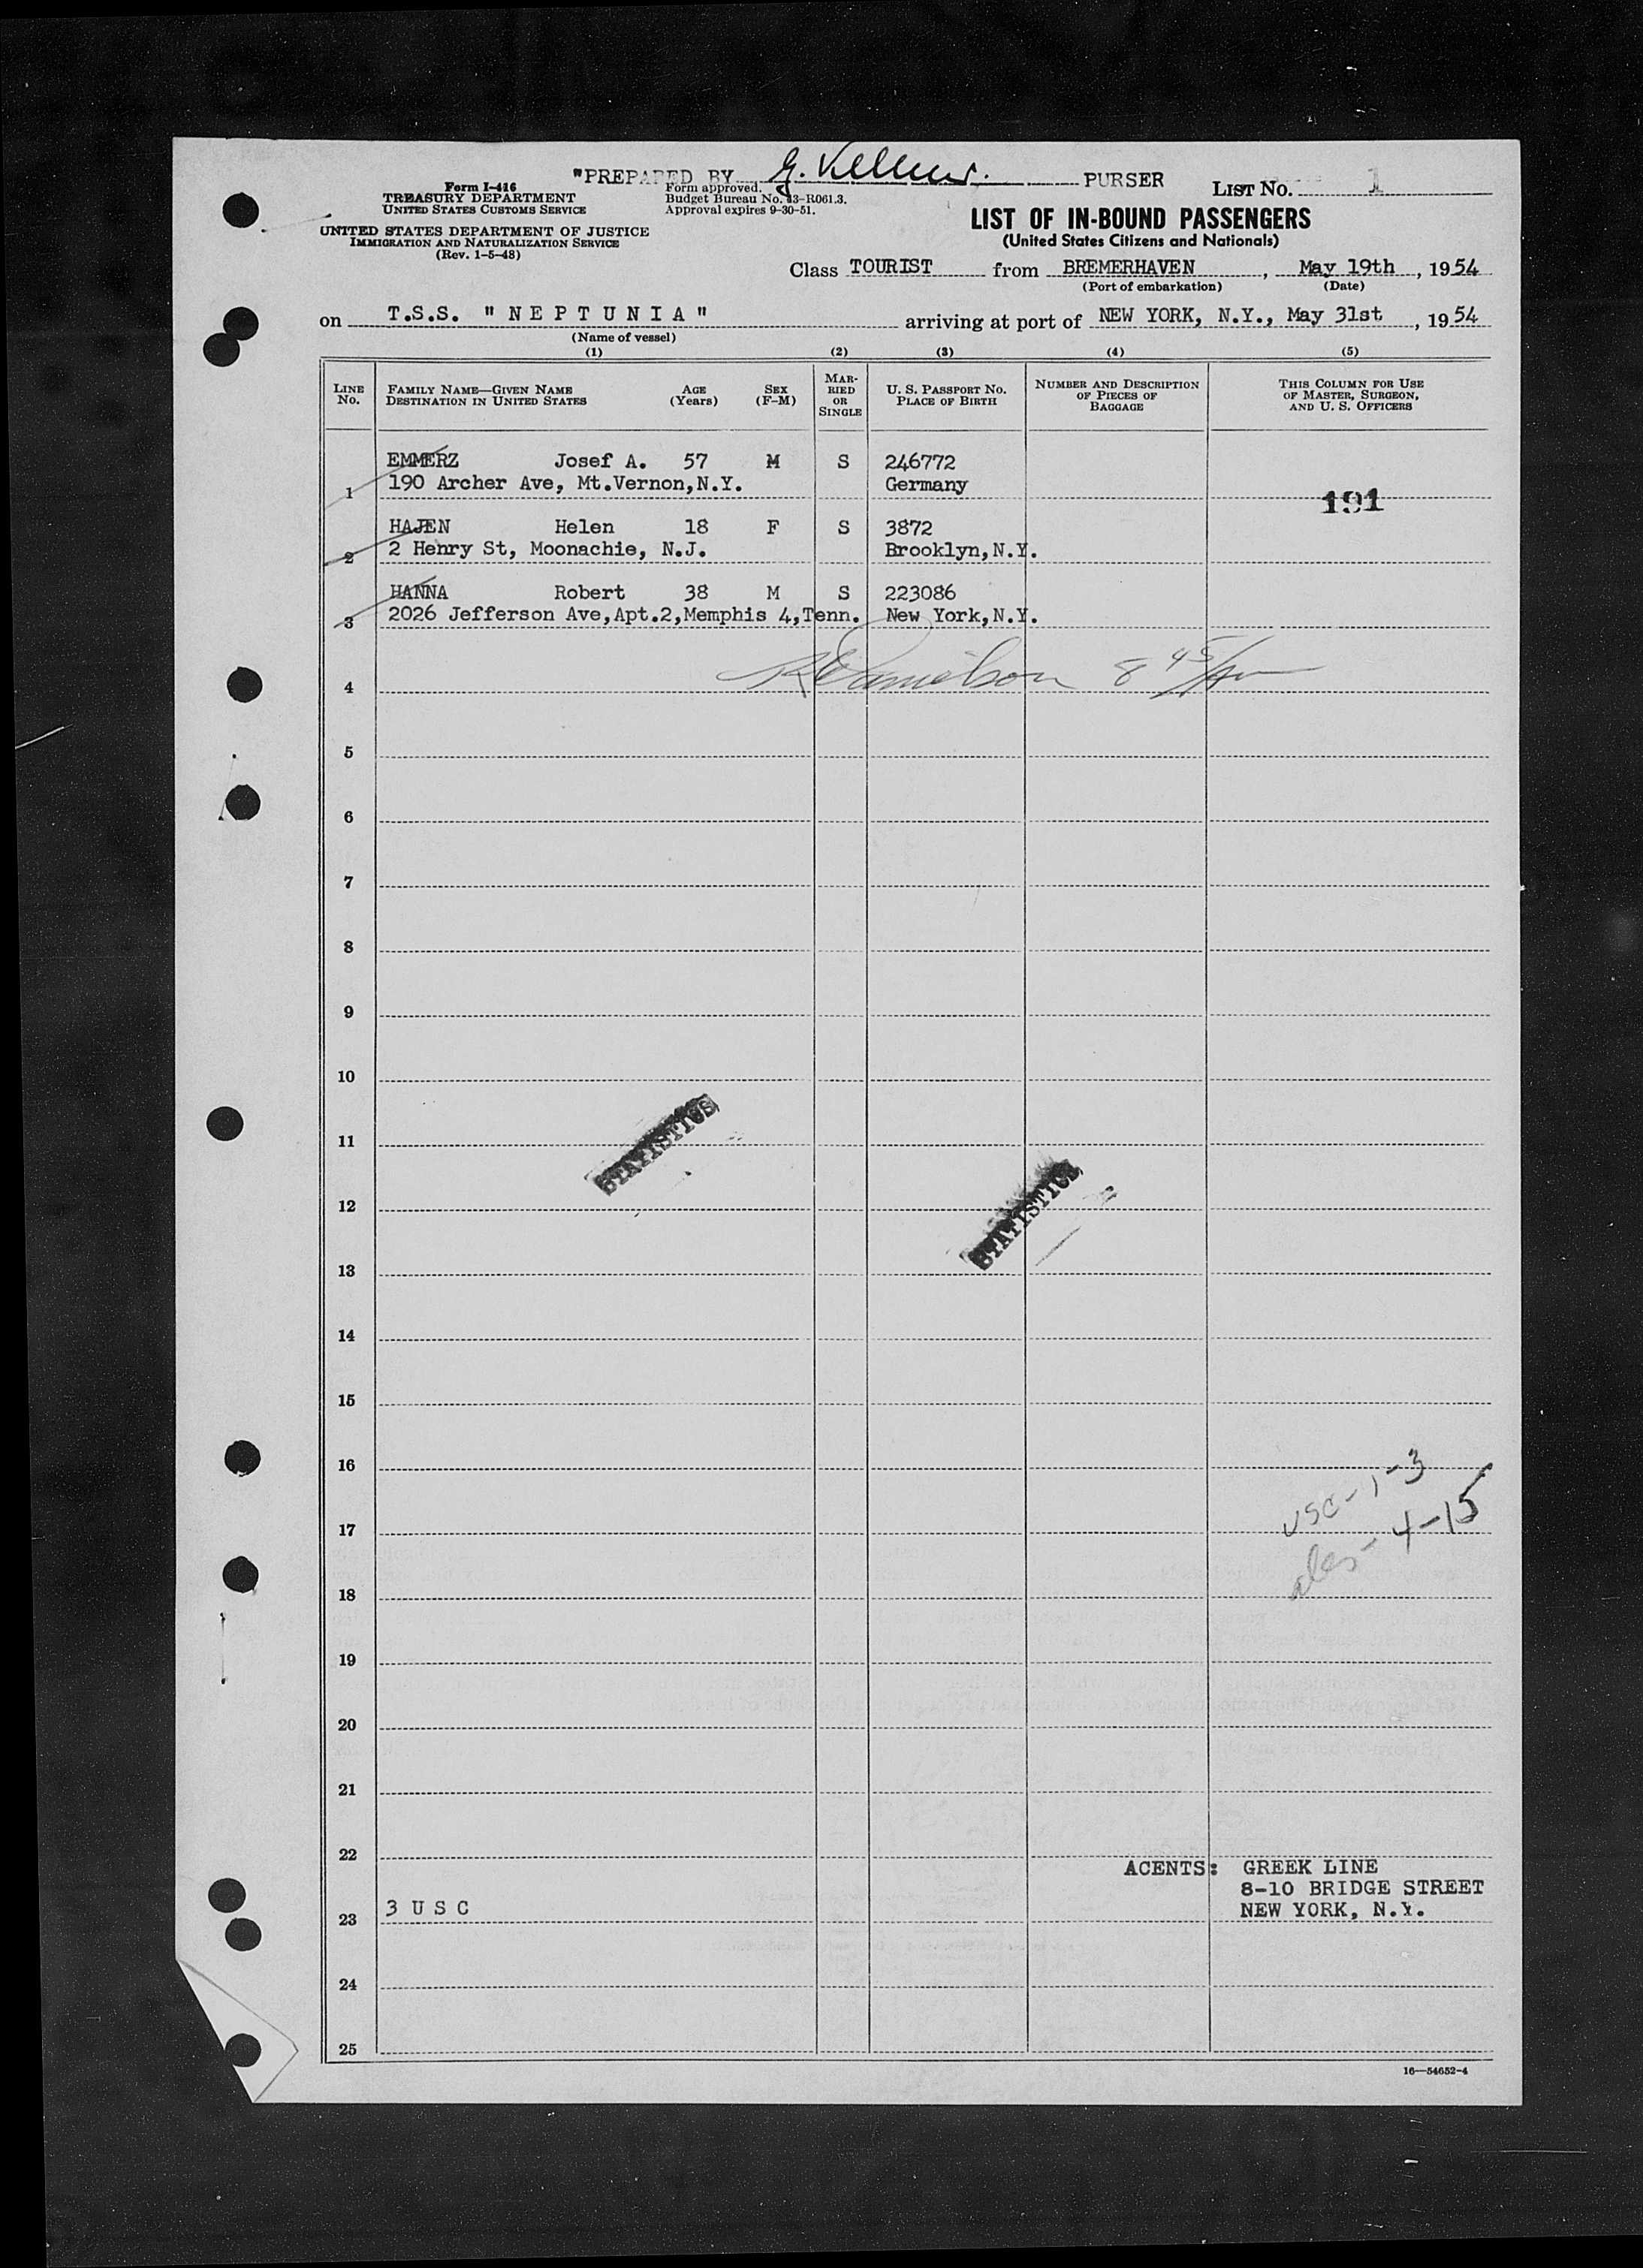 "PREPARED BY G. Vellius. PURSER
Form I-416
TREASURY DEPARTMENT
UNITED STATES CUSTOMS SERVICE
UNITED STATES DEPARTMENT OF JUSTICE
IMMIGRATION AND NATURALIZATION SERVICE
(Rev. 1-5-48)
Form approved.
Budget Bureau No. 43-R061.3.
Approval expires 9-30-51.
LIST NO. 1
LIST OF IN-BOUND PASSENGERS
(United States Citizens and Nationals)
Class TOURIST from BREMERHAVEN, May 19th, 1954
(Port of embarkation) (Date)
on T.S.S. "NEPTUNIA" arriving at port of NEW YORK, N.Y., May 31st, 1954
(Name of vessel)
(1) (2) (3) (4) (5)
LINE NO.
FAMILY NAME—GIVEN NAME DESTINATION IN UNITED STATES
AGE (Years)
SEX (F-M)
MARRIED OR SINGLE
U. S. PASSPORT NO. PLACE OF BIRTH
NUMBER AND DESCRIPTION OF PIECES OF BAGGAGE
THIS COLUMN FOR USE OF MASTER, SURGEON, AND U. S. OFFICERS
EMMERZ Josef A. 57 M S 246772
1 190 Archer Ave, Mt.Vernon,N.Y. Germany
191
HAJEN Helen 18 F S 3872
2 2 Henry St, Moonachie, N.J. Brooklyn,N.Y.
HANNA Robert 38 M S 223086
3 2026 Jefferson Ave,Apt.2,Memphis 4,Tenn. New York,N.Y.
4 Danielson 8 45/Am
5
6
7
8
9
10
11
STATISTICS
12
STATISTICS
13
14
15
16
usc - 1-3
17
4-15
18
19
20
21
22
ACENTS: GREEK LINE
8-10 BRIDGE STREET
23 3 U S C NEW YORK, N.Y.
24
25
16—54652-4